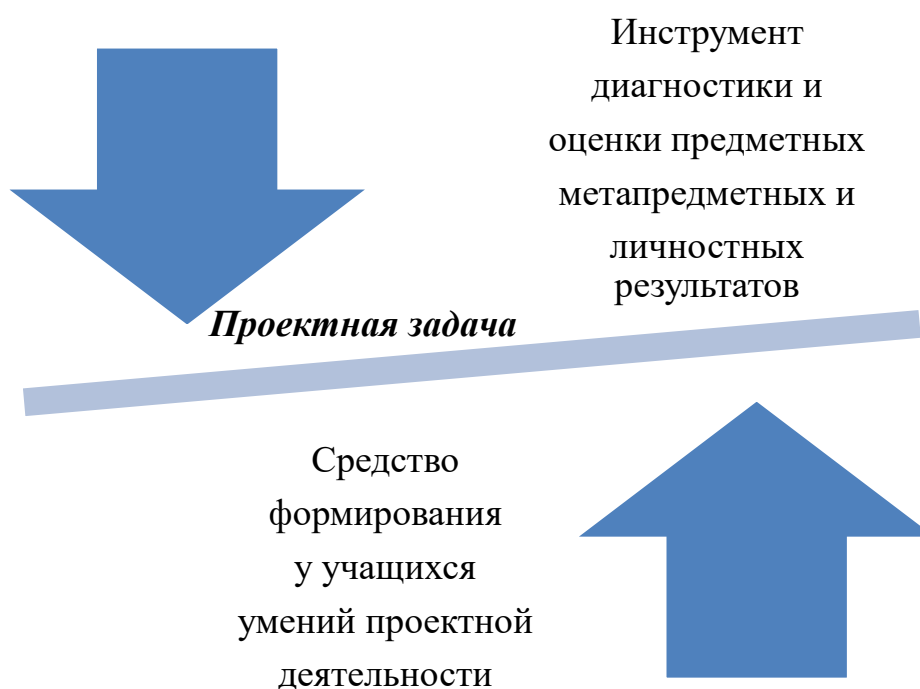 Инструмент
диагностики и
оценки предметных
метапредметных и
личностных
результатов
Проектная задача
Средство
формирования
у учащихся
умений проектной
деятельности